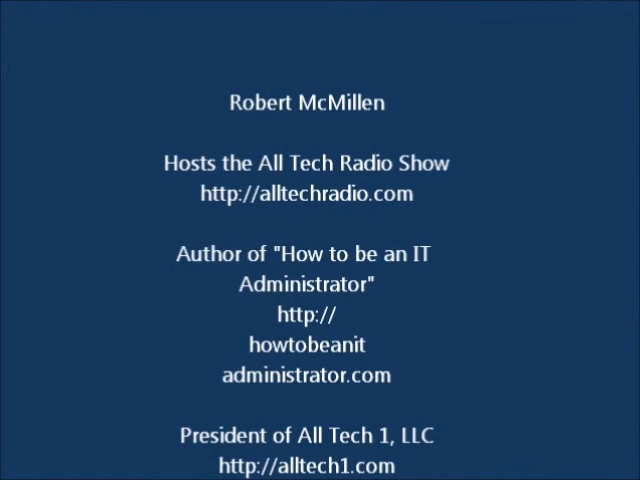 Robert McMillen
Hosts the All Tech Radio Show
http://alltechradio.com
Author of "How to be an IT
Administrator"
http://
howtobeanit
administrator.com
President of All Tech 1, LLC
http://alltech1.com